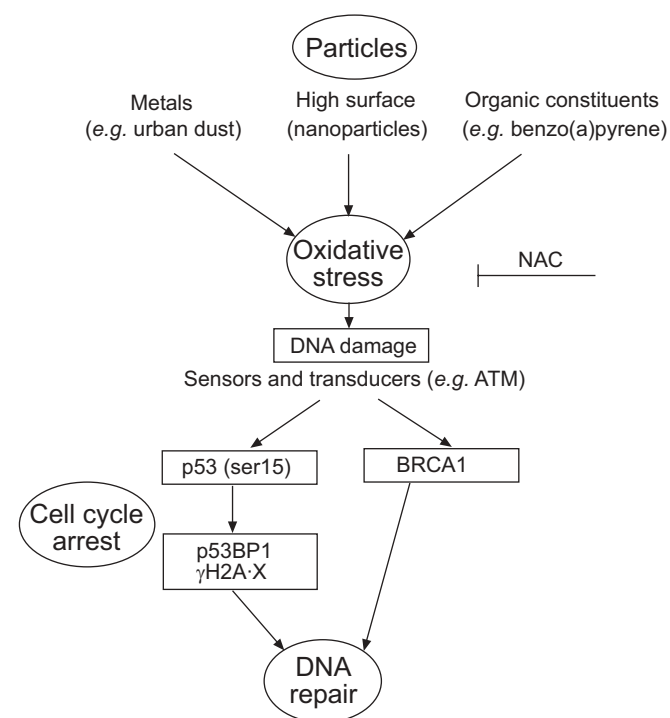 Particles
Metals
(e.g. urban dust)
High surface
(nanoparticles)
Organic constituents
(e.g. benzo(a)pyrene)
Oxidative
stress
NAC
DNA damage
Sensors and transducers (e.g. ATM)
p53 (ser15)
BRCA1
Cell cycle
arrest
p53BP1
γH2A·X
DNA
repair